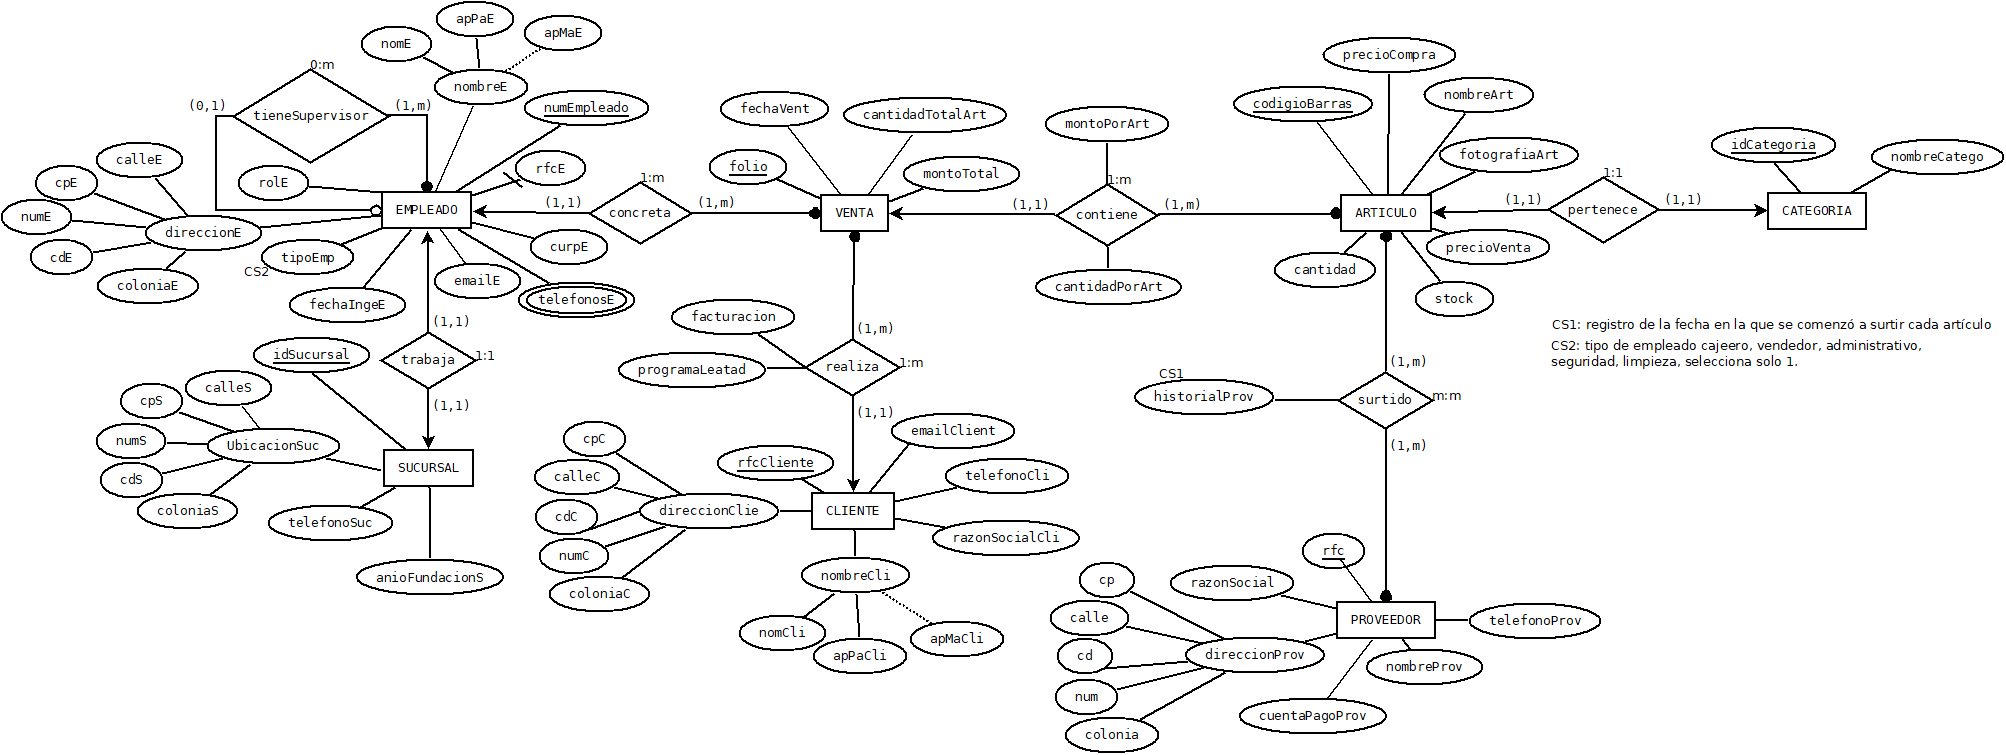 apPaE
nomE
apMaE
0:m
nombreE
(0,1)
(1,m)
tieneSupervisor
numEmpleado
calleE
cpE
rolE
rfcE
numE
direccionE
EMPLEADO
cdE
coloniaE
CS2
tipoEmp
fechaIngeE
emailE
curpE
telefonosE
(1,1)
1:m
concreta
(1,m)
fechaVent
cantidadTotalArt
folio
montoTotal
VENTA
montoPorArt
(1,1)
1:m
contiene
(1,m)
cantidadPorArt
precioCompra
codigioBarras
nombreArt
fotografiaArt
ARTICULO
precioVenta
cantidad
stock
(1,1)
1:1
pertenece
(1,1)
idCategoria
nombreCatego
CATEGORIA
CS1: registro de la fecha en la que se comenzó a surtir cada artículo
CS2: tipo de empleado cajeero, vendedor, administrativo,
seguridad, limpieza, selecciona solo 1.
(1,1)
trabaja
1:1
(1,1)
idSucursal
calleS
cpS
numS
UbicacionSuc
cdS
coloniaS
SUCURSAL
telefonoSuc
anioFundacionS
facturacion
programaLeatad
(1,m)
realiza
1:m
(1,1)
cpC
calleC
cdC
direccionClie
numC
coloniaC
rfcCliente
emailClient
telefonoCli
CLIENTE
razonSocialCli
nombreCli
nomCli
apPaCli
apMaCli
(1,m)
CS1
historialProv
surtido
m:m
(1,m)
rfc
cp
razonSocial
calle
PROVEEDOR
telefonoProv
cd
direccionProv
nombreProv
num
cuentaPagoProv
colonia